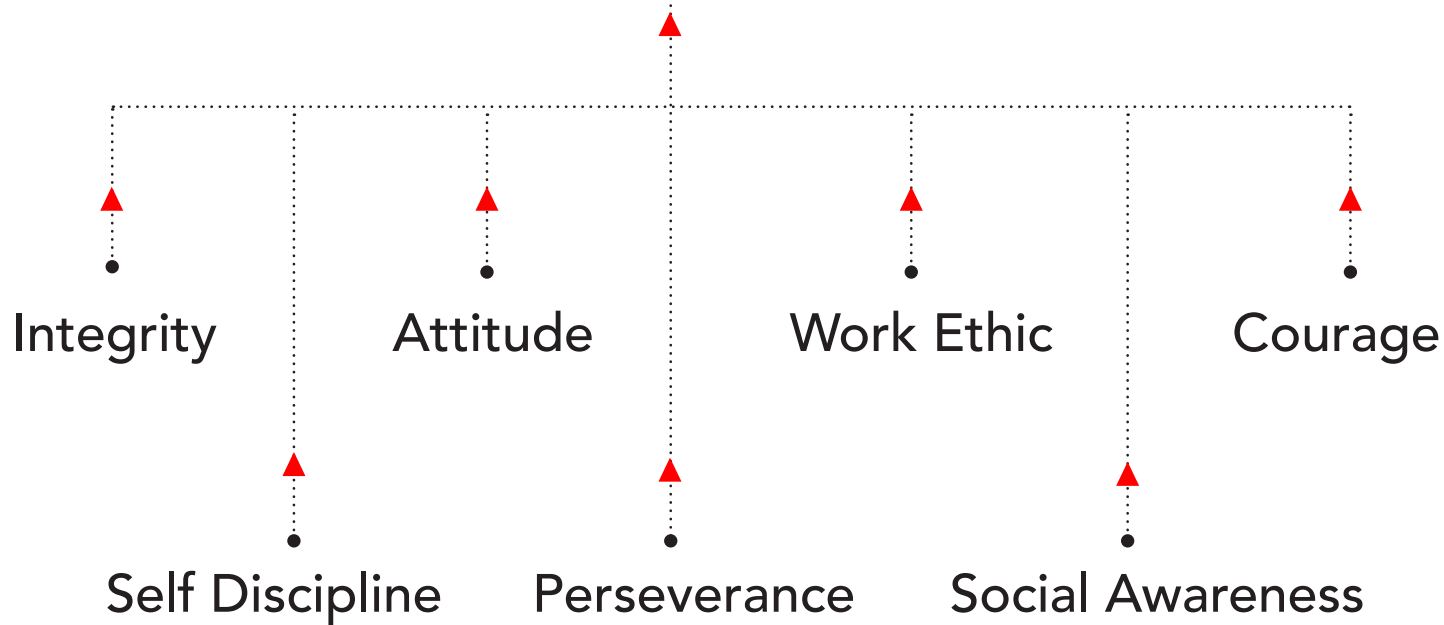 Integrity
Attitude
Work Ethic
Courage
Self Discipline
Perseverance
Social Awareness